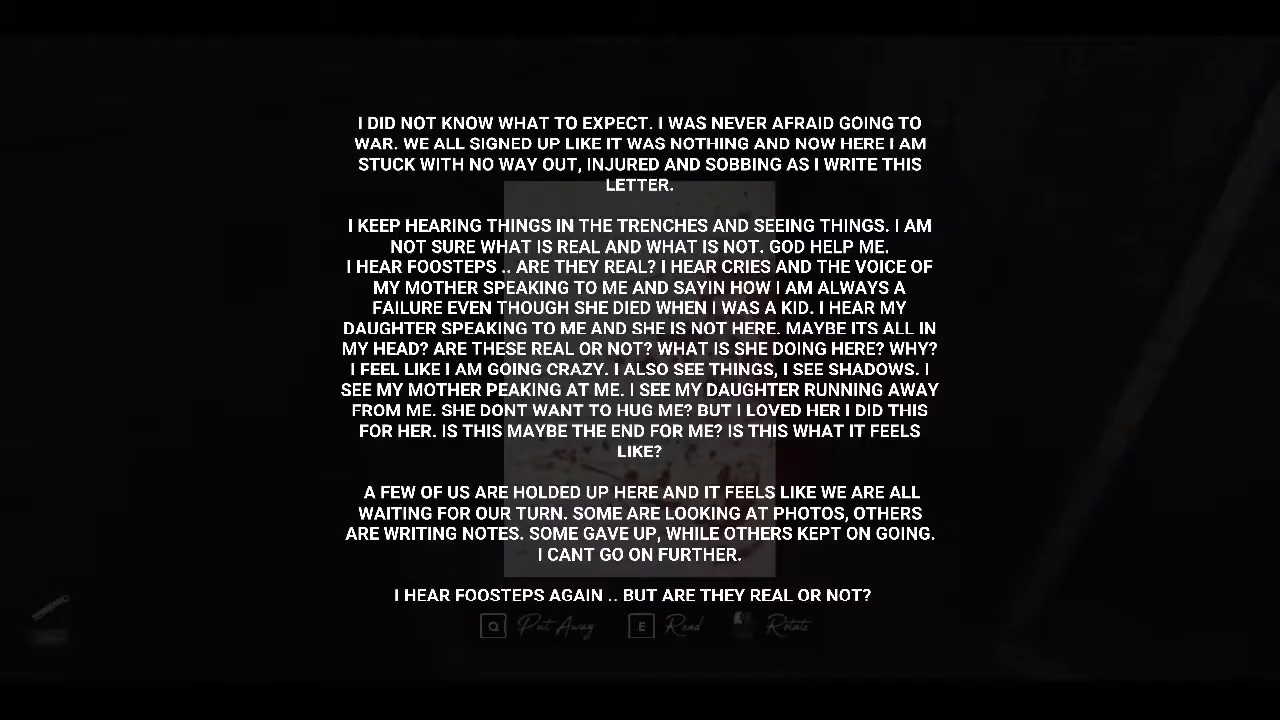 I DID NOT KNOW WHAT TO EXPECT. I WAS NEVER AFRAID GOING TO
WAR. WE ALL SIGNED UP LIKE IT WAS NOTHING AND NOW HERE I AM
STUCK WITH NO WAY OUT, INJURED AND SOBBING AS I WRITE THIS
LETTER.
I KEEP HEARING THINGS IN THE TRENCHES AND SEEING THINGS. I AM
NOT SURE WHAT IS REAL AND WHAT IS NOT. GOD HELP ME.
I HEAR FOOSTEPS .. ARE THEY REAL? I HEAR CRIES AND THE VOICE OF
MY MOTHER SPEAKING TO ME AND SAYIN HOW I AM ALWAYS A
FAILURE EVEN THOUGH SHE DIED WHEN I WAS A KID. I HEAR MY
DAUGHTER SPEAKING TO ME AND SHE IS NOT HERE. MAYBE ITS ALL IN
MY HEAD? ARE THESE REAL OR NOT? WHAT IS SHE DOING HERE? WHY?
I FEEL LIKE I AM GOING CRAZY. I ALSO SEE THINGS, I SEE SHADOWS. I
SEE MY MOTHER PEAKING AT ME. I SEE MY DAUGHTER RUNNING AWAY
FROM ME. SHE DONT WANT TO HUG ME? BUT I LOVED HER I DID THIS
FOR HER. IS THIS MAYBE THE END FOR ME? IS THIS WHAT IT FEELS
LIKE?
A FEW OF US ARE HOLDED UP HERE AND IT FEELS LIKE WE ARE ALL
WAITING FOR OUR TURN. SOME ARE LOOKING AT PHOTOS, OTHERS
ARE WRITING NOTES. SOME GAVE UP, WHILE OTHERS KEPT ON GOING.
I CANT GO ON FURTHER.
I HEAR FOOSTEPS AGAIN .. BUT ARE THEY REAL OR NOT?
Q Put Away E Read Rotate